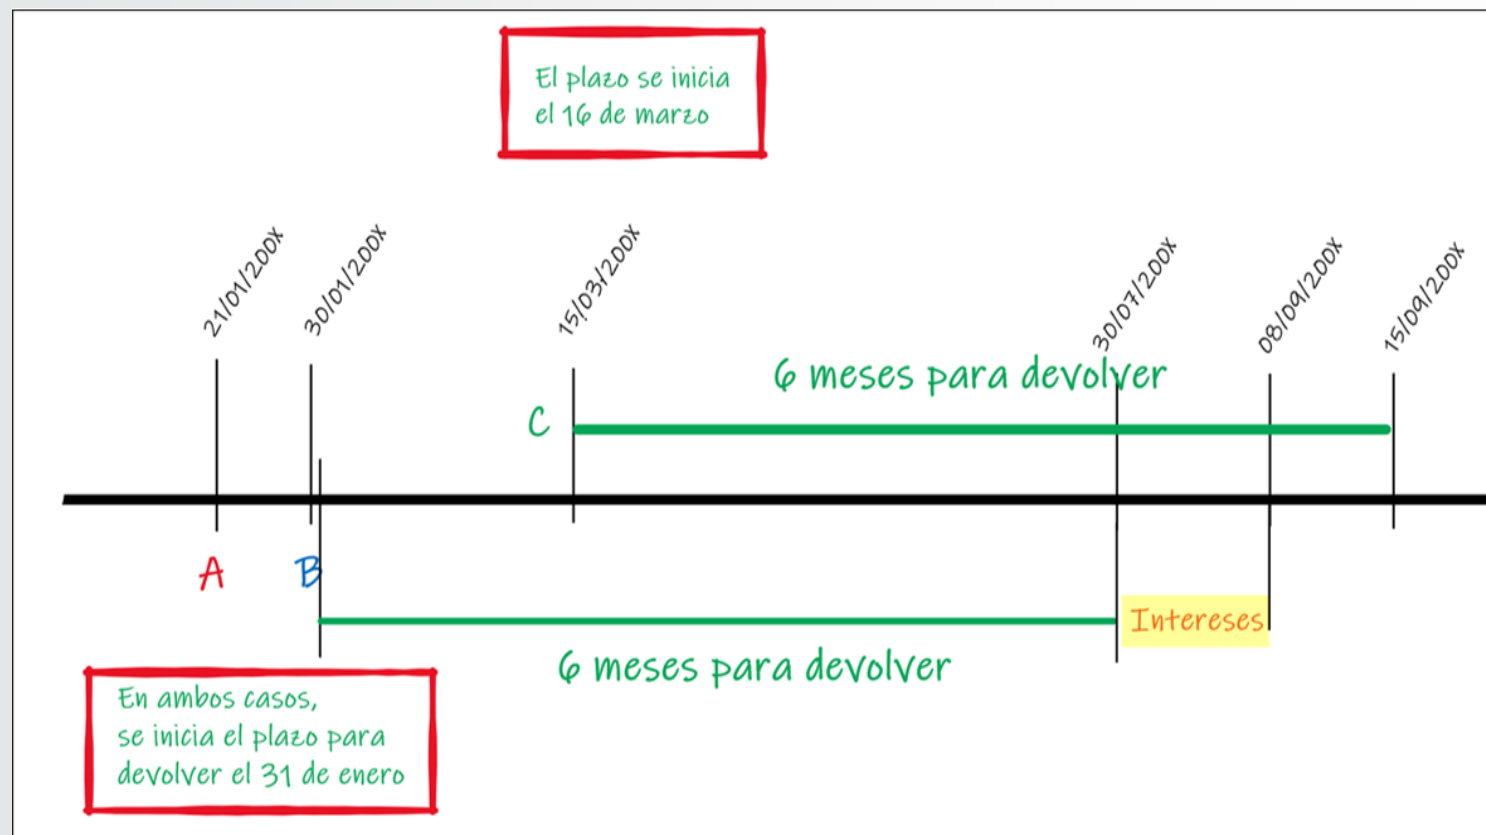 El plazo se inicia
el 16 de marzo
21/01/200X
30/01/200X
15/03/200X
30/07/200X
08/09/200X
15/09/200X
6 meses para devolver
C
A
B
Intereses
6 meses para devolver
En ambos casos,
se inicia el plazo para
devolver el 31 de enero